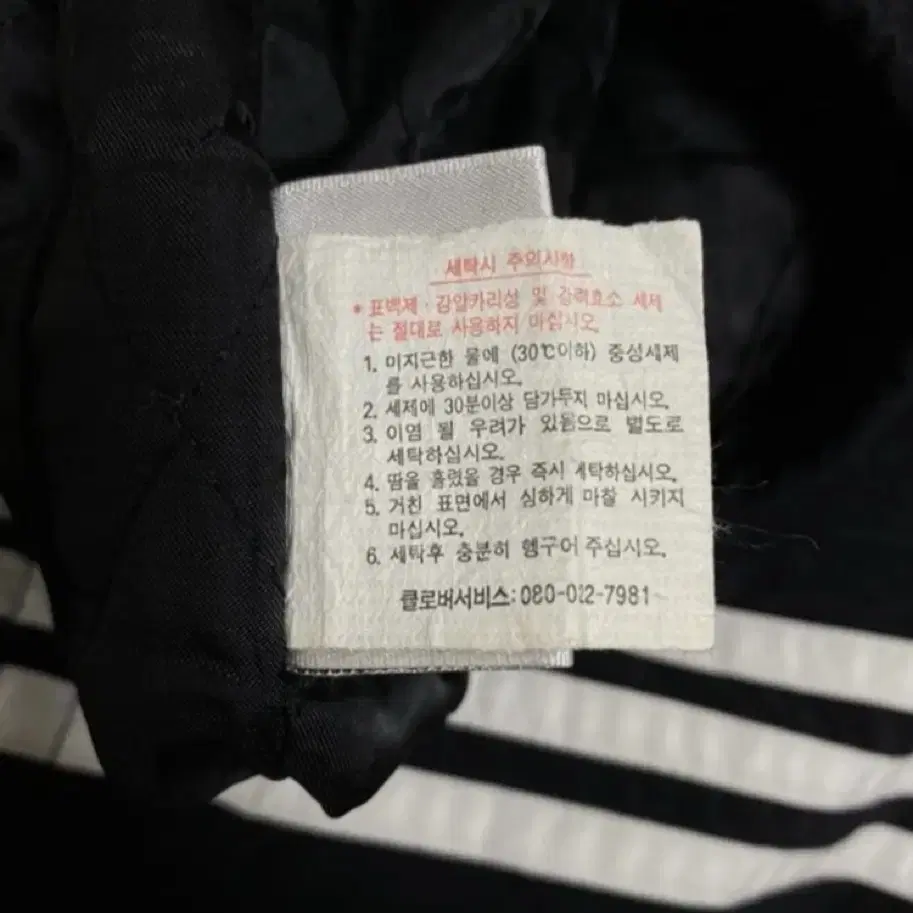 세탁시 주의사항
* 표백제·강알카리성 및 강력효소 세제
는 절대로 사용하지 마십시오.
1. 미지근한 물에 (30℃이하) 중성세제
를 사용하십시오.
2. 세제에 30분이상 담가두지 마십시오.
3. 이염 될 우려가 있음으로 별도로
세탁하십시오.
4. 땀을 흘렸을 경우 즉시 세탁하십시오.
5. 거친 표면에서 심하게 마찰 시키지
마십시오.
6. 세탁후 충분히 헹구어 주십시오.
클로버서비스: 080-022-7981